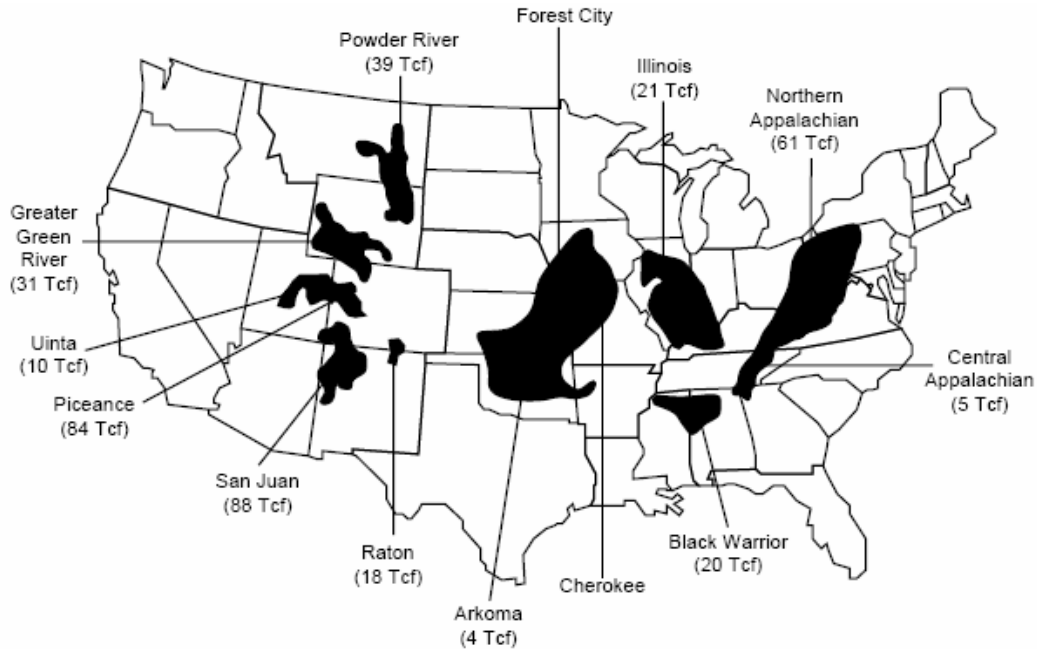 Forest City
Powder River
(39 Tcf)
Illinois
(21 Tcf)
Northern
Appalachian
(61 Tcf)
Greater
Green
River
(31 Tcf)
Uinta
(10 Tcf)
Piceance
(84 Tcf)
Central
Appalachian
(5 Tcf)
San Juan
(88 Tcf)
Raton
(18 Tcf)
Black Warrior
(20 Tcf)
Cherokee
Arkoma
(4 Tcf)